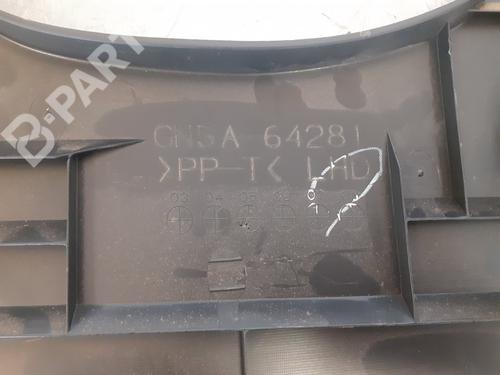 B-Parts
GN5A-64281
>PP-T< LHD
03 04 05 06